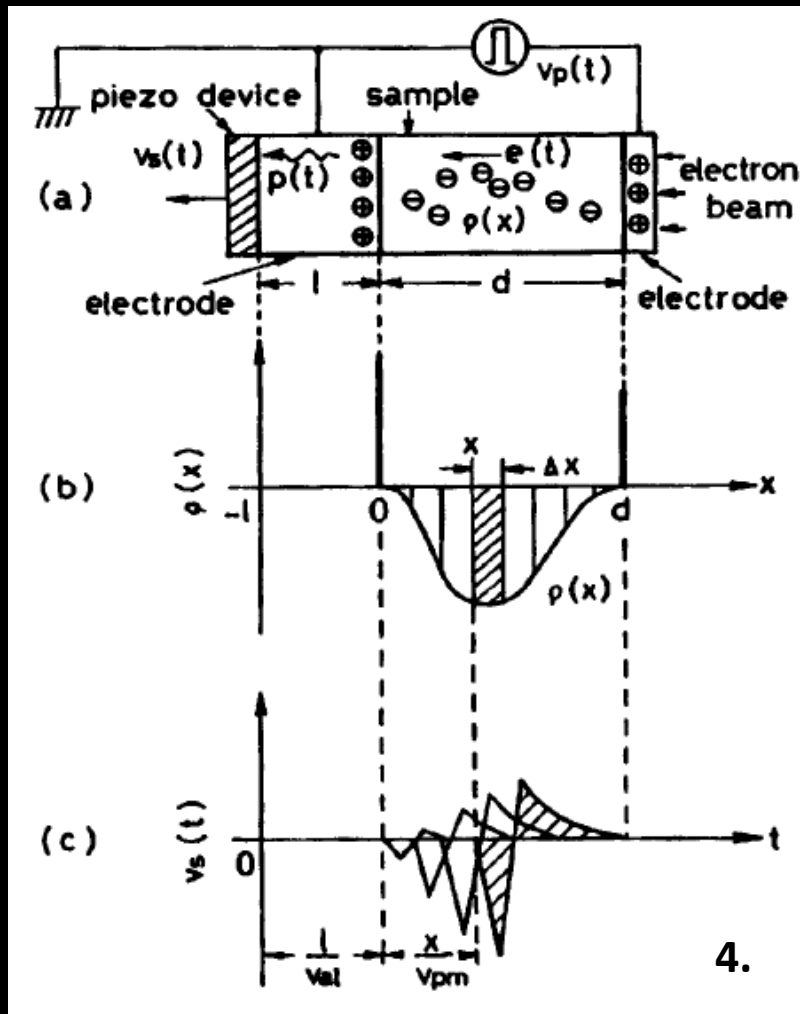 vp(t)
piezo device sample
vs(t) p(t) e(t) electron
(a) ρ(x) beam
electrode l d electrode
x Δx
(b) ρ(x) x
-l 0 d
ρ(x)
(c) vs(t) t
0
l/val x/vpm
4.